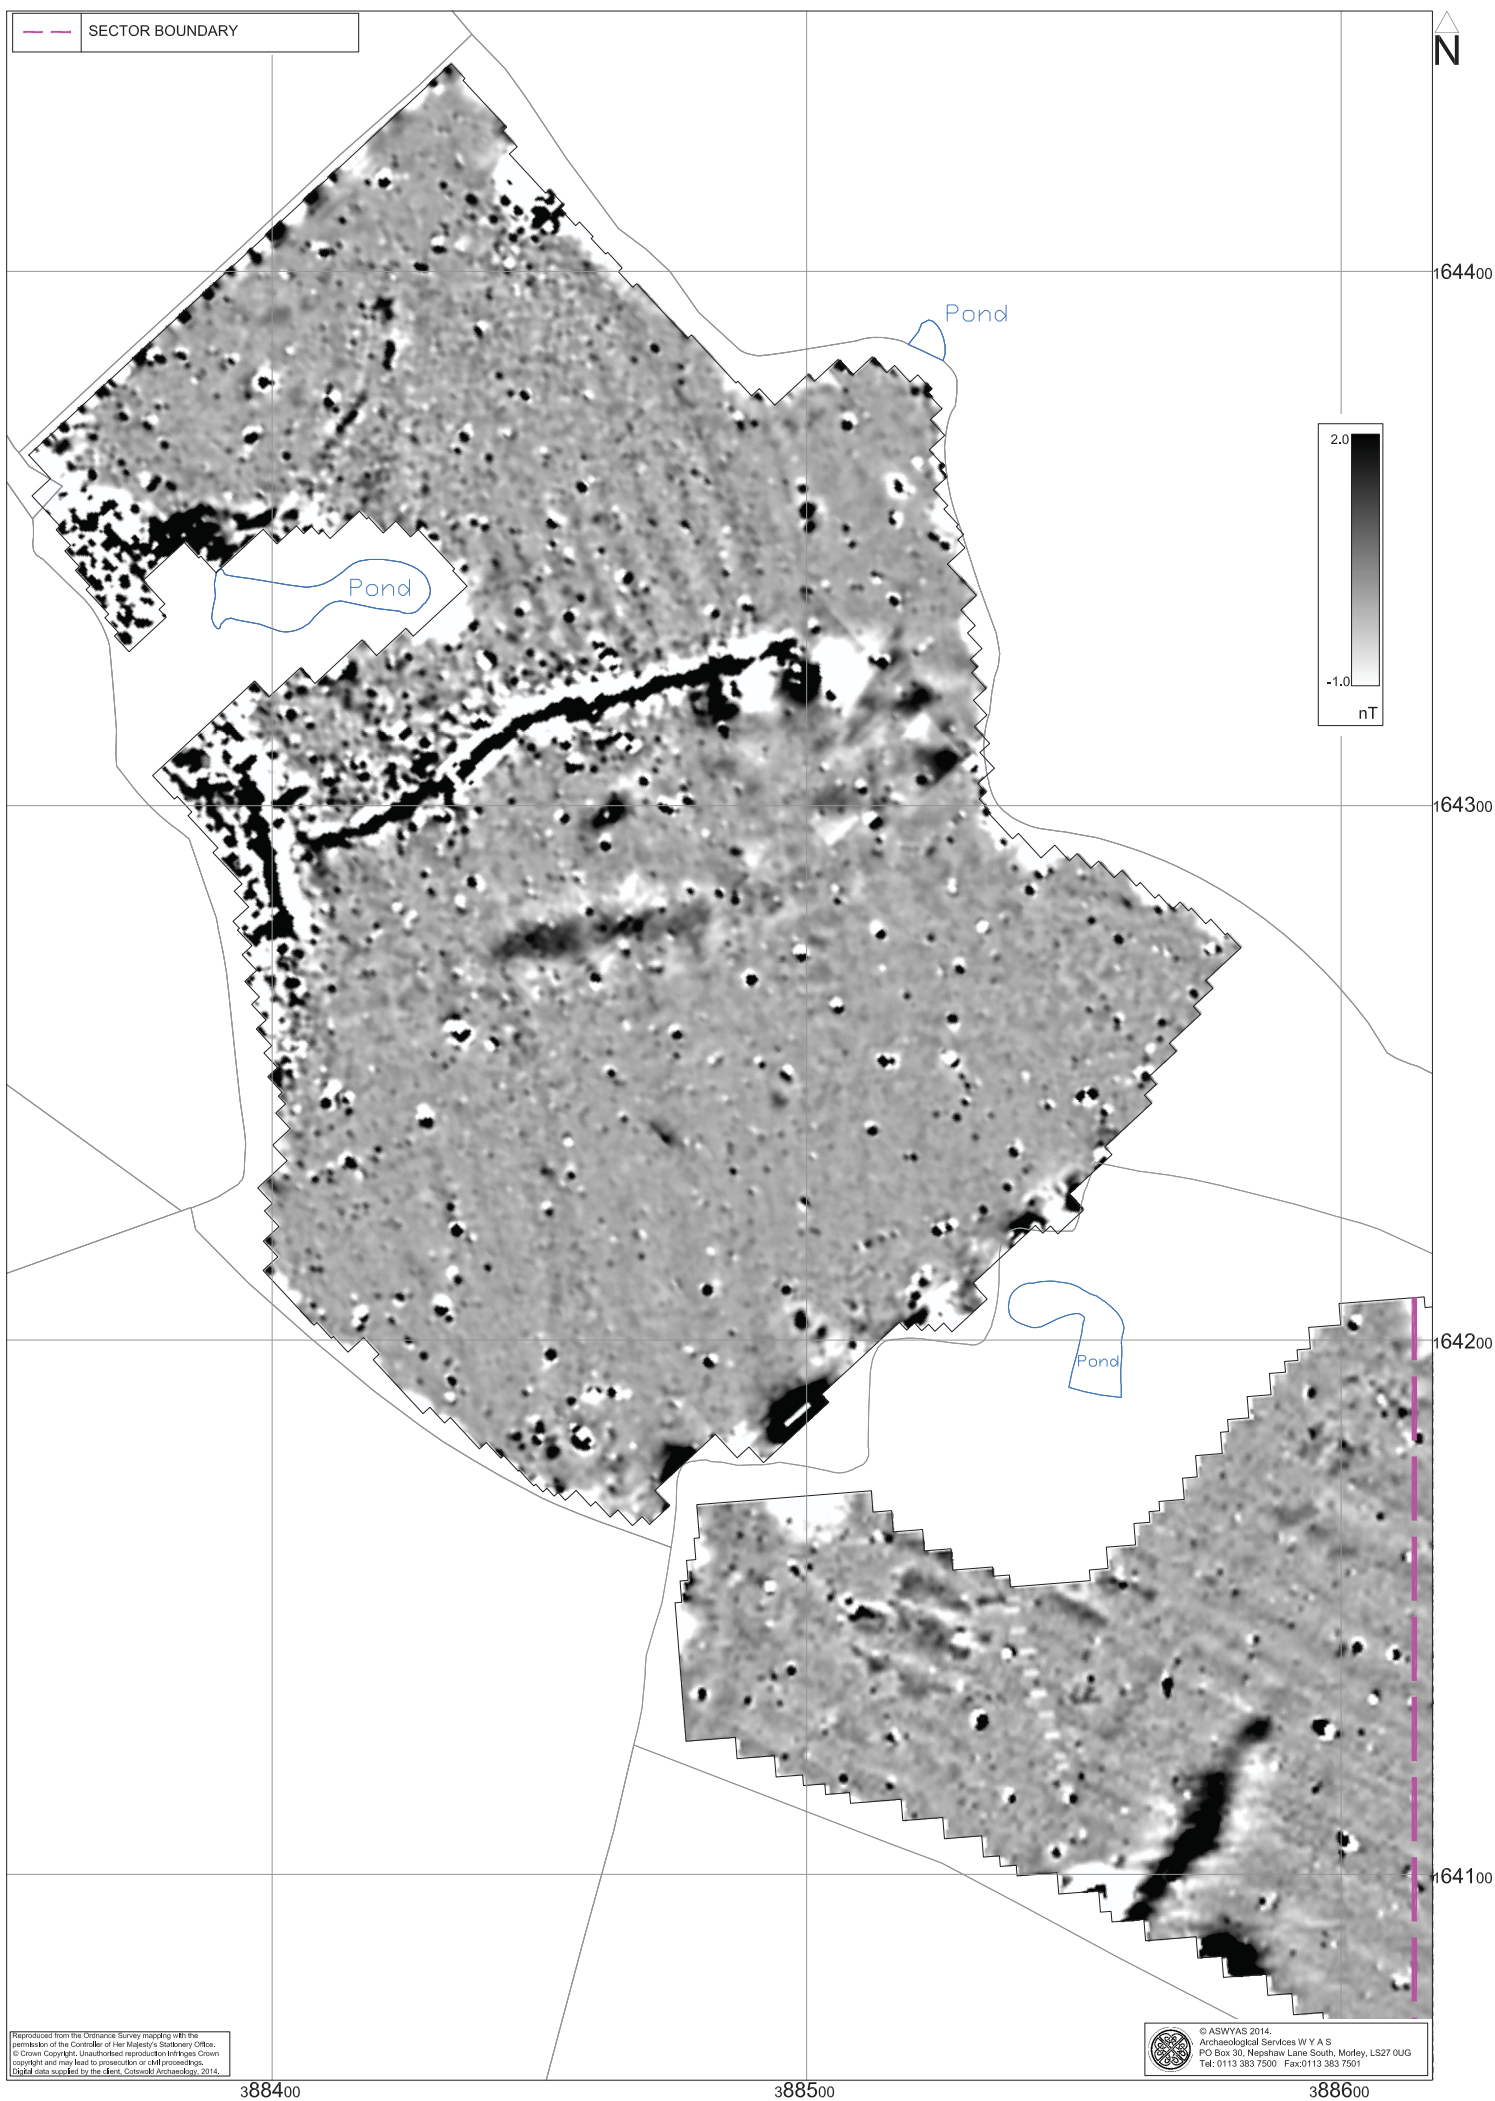 SECTOR BOUNDARY
N
164400
Pond
2.0
Pond
-1.0
nT
164300
164200
Pond
164100
Reproduced from the Ordnance Survey mapping with the
permission of the Controller of Her Majesty's Stationery Office.
© Crown Copyright. Unauthorised reproduction infringes Crown
copyright and may lead to prosecution or civil proceedings.
Digital data supplied by the client, Cotswold Archaeology, 2014.
© ASWYAS 2014.
Archaeological Services W Y A S
PO Box 30, Nepshaw Lane South, Morley, LS27 0UG
Tel: 0113 383 7500 Fax:0113 383 7501
388400
388500
388600